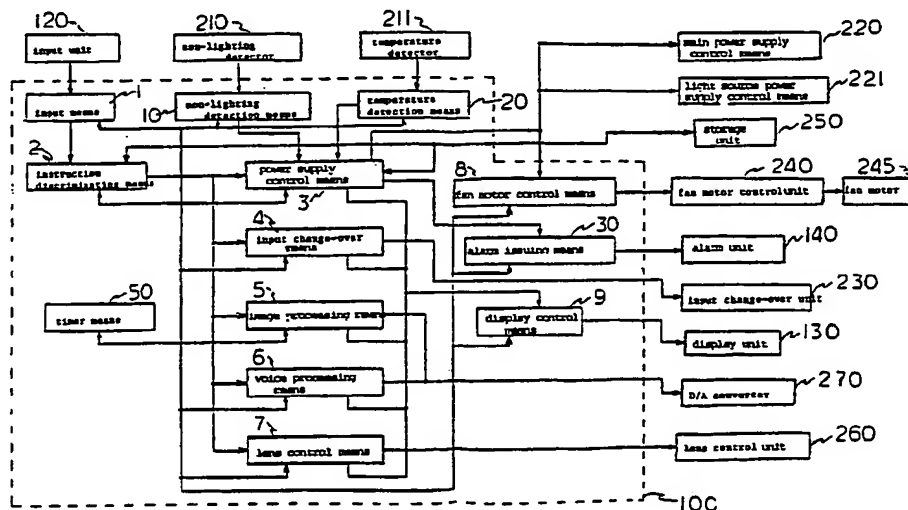 120
210
211
input unit
non-lighting
detector
temperature
detector
220
main power supply
control means
1
input means
10
non-lighting
detection means
temperature
detection means
20
221
light source power
supply control means
250
storage
unit
2
instruction
discriminating means
power supply
control means
3
8
fan motor control means
240
fan motor controlunit
245
fan motor
4
input change-over
means
30
alarm issuing means
alarm unit
140
50
timer means
5
image processing means
9
display control
means
230
input change-over unit
display unit
130
6
voice processing
means
270
D/A converter
7
lens control means
lens control unit
260
100